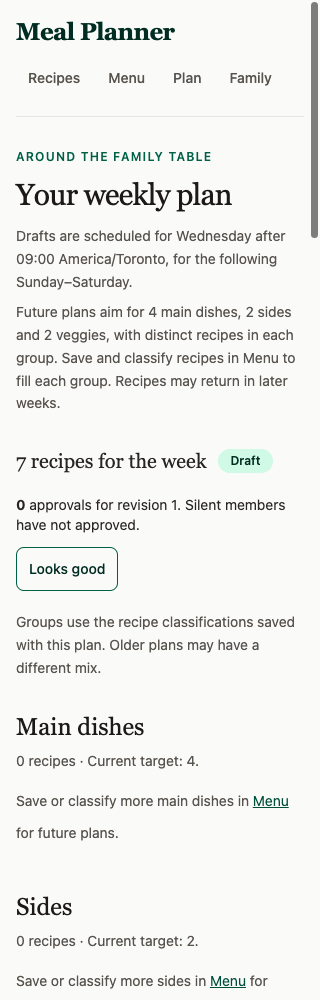 Meal Planner
Recipes Menu Plan Family
AROUND THE FAMILY TABLE
Your weekly plan
Drafts are scheduled for Wednesday after
09:00 America/Toronto, for the following
Sunday–Saturday.
Future plans aim for 4 main dishes, 2 sides
and 2 veggies, with distinct recipes in each
group. Save and classify recipes in Menu to
fill each group. Recipes may return in later
weeks.
7 recipes for the week Draft
0 approvals for revision 1. Silent members
have not approved.
Looks good
Groups use the recipe classifications saved
with this plan. Older plans may have a
different mix.
Main dishes
0 recipes · Current target: 4.
Save or classify more main dishes in Menu
for future plans.
Sides
0 recipes · Current target: 2.
Save or classify more sides in Menu for